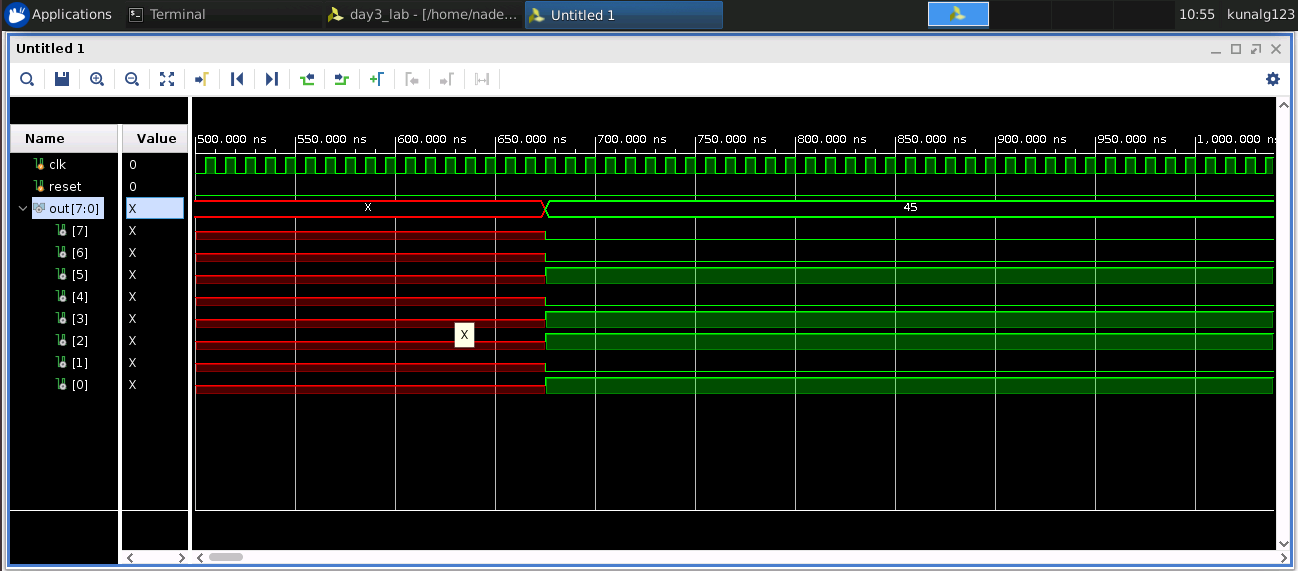 Applications Terminal day3_lab - [/home/nade... Untitled 1 10:55 kunalg123
Untitled 1
500.000 ns 550.000 ns 600.000 ns 650.000 ns 700.000 ns 750.000 ns 800.000 ns 850.000 ns 900.000 ns 950.000 ns 1,000.000 ns
Name Value
clk 0
reset 0
out[7:0] X X 45
[7] X
[6] X
[5] X
[4] X
[3] X
X
[2] X
[1] X
[0] X